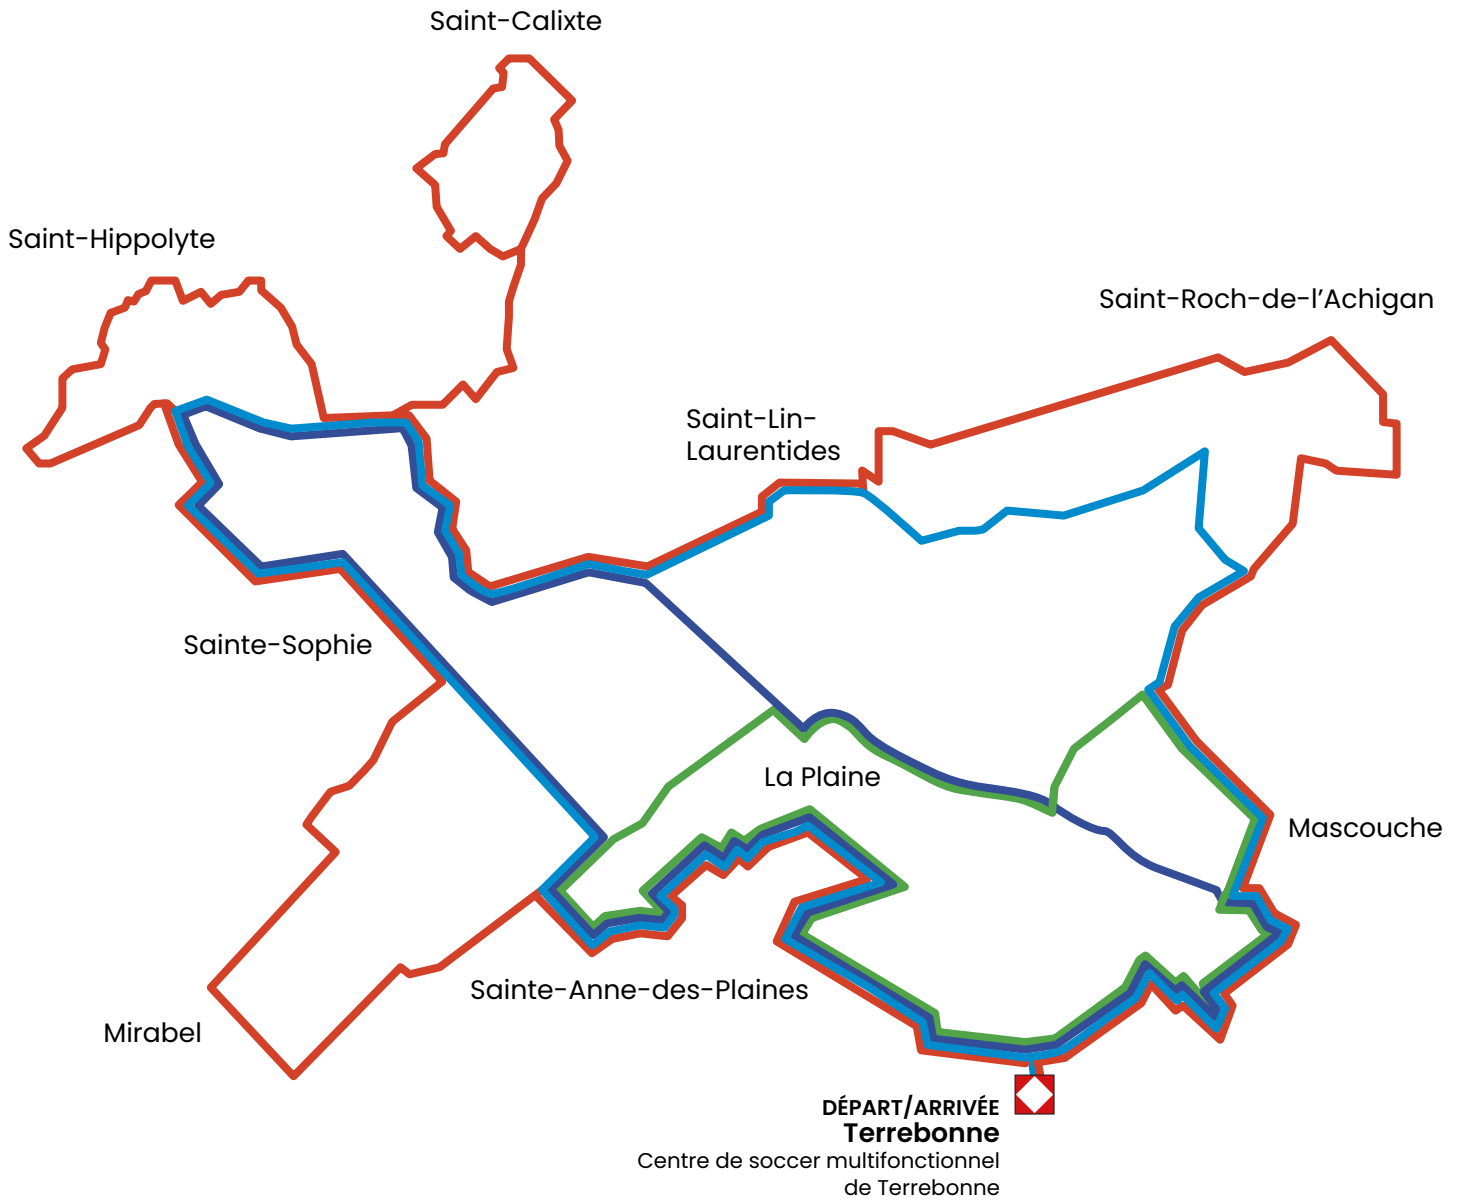 Saint-Calixte
Saint-Hippolyte
Saint-Roch-de-l’Achigan
Saint-Lin-
Laurentides
Sainte-Sophie
La Plaine
Mascouche
Sainte-Anne-des-Plaines
Mirabel
DÉPART/ARRIVÉE
Terrebonne
Centre de soccer multifonctionnel
de Terrebonne